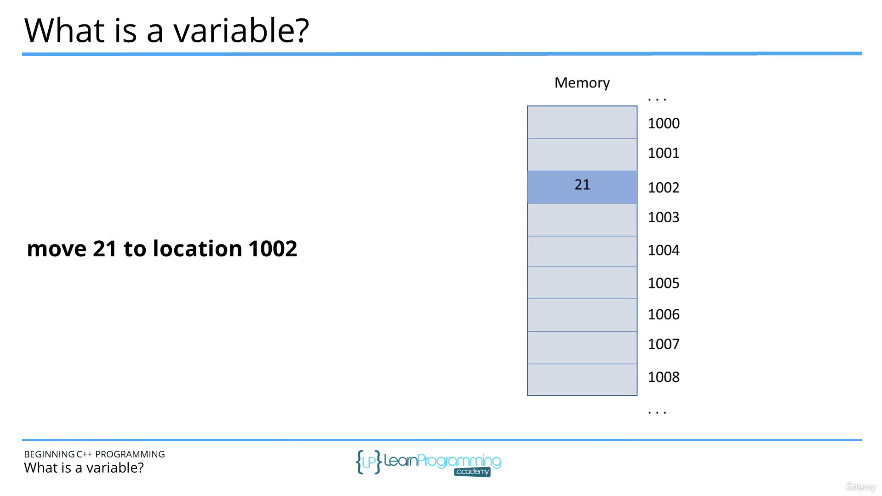 What is a variable?
Memory
. . .
1000
1001
21 1002
1003
move 21 to location 1002
1004
1005
1006
1007
1008
. . .
BEGINNING C++ PROGRAMMING
What is a variable?
{LP} LearnProgramming
academy
ûdemy